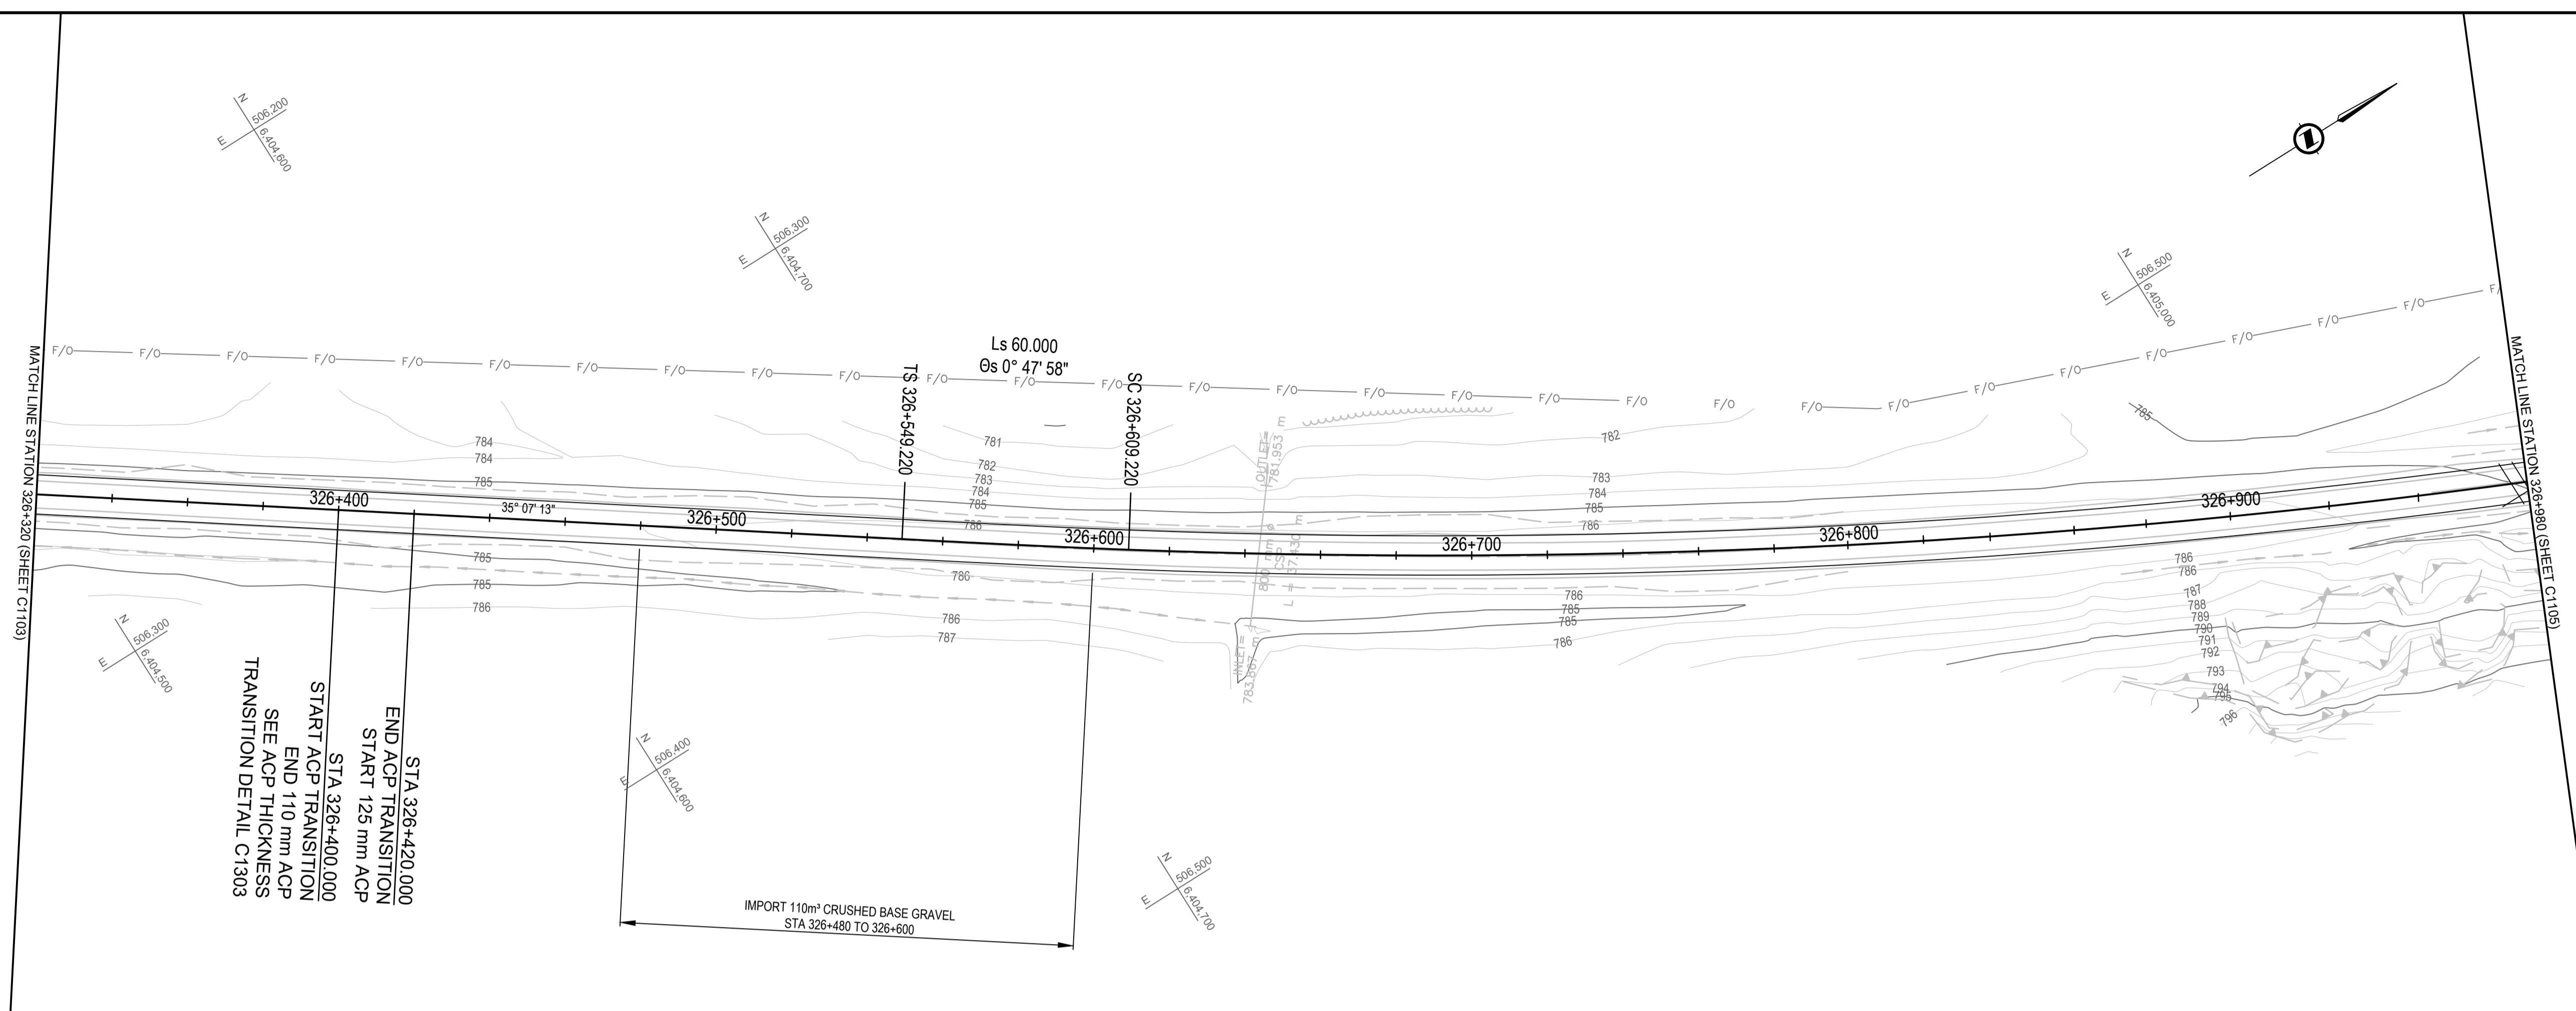 MATCH LINE STATION 326+320 (SHEET C1103)
N
506,200
E
6,404,600
N
506,300
E
6,404,700
N
506,500
E
6,405,000
F/O F/O F/O F/O F/O F/O F/O F/O F/O F/O F/O F/O F/O F/O F/O F/O F/O F/O F/O F/O F/O F/O F/O F/O F/O F/O F/O F/O F/
Ls 60.000
Θs 0° 47' 58"
TS 326+549.220
SC 326+609.220
784
784
785
781
782
783
784
785
786
OUTLET=
781.953 m
782
783
784
785
786
785
326+400
35° 07' 13"
326+500
326+600
326+700
326+800
326+900
800 mm ø
CSP
L = 37.430 m
INLET=
783.867 m
785
785
786
786
786
787
786
785
785
786
786
786
787
788
789
790
791
792
793
794
795
796
N
506,300
E
6,404,500
N
506,400
E
6,404,600
N
506,500
E
6,404,700
STA 326+400.000
START ACP TRANSITION
END 110 mm ACP
SEE ACP THICKNESS
TRANSITION DETAIL C1303
STA 326+420.000
END ACP TRANSITION
START 125 mm ACP
IMPORT 110m³ CRUSHED BASE GRAVEL
STA 326+480 TO 326+600
MATCH LINE STATION 326+980 (SHEET C1105)